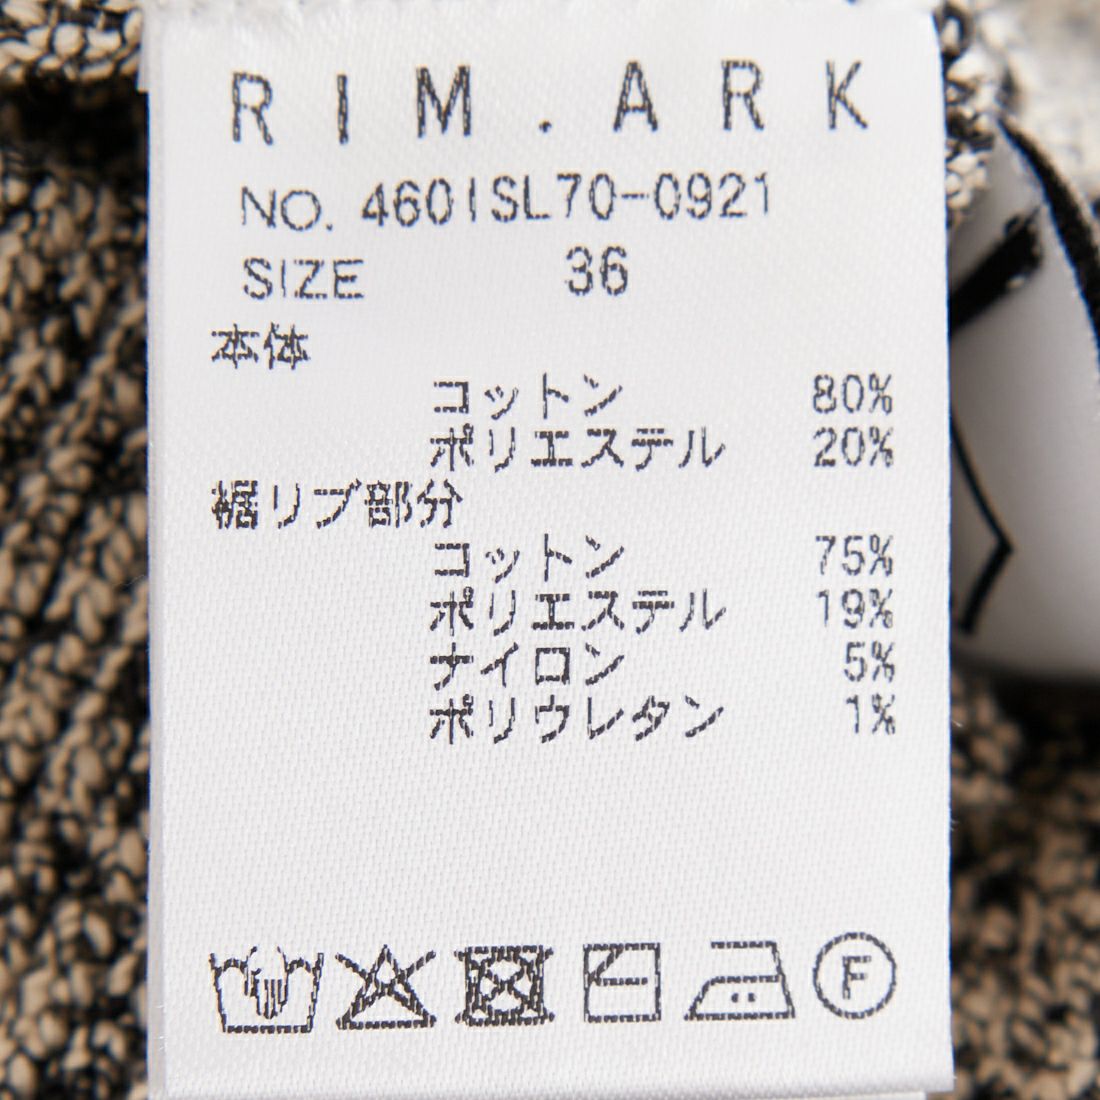 RIM.ARK
NO. 460ISL70-0921
SIZE 36
本体
コットン 80%
ポリエステル 20%
裾リブ部分
コットン 75%
ポリエステル 19%
ナイロン 5%
ポリウレタン 1%
F